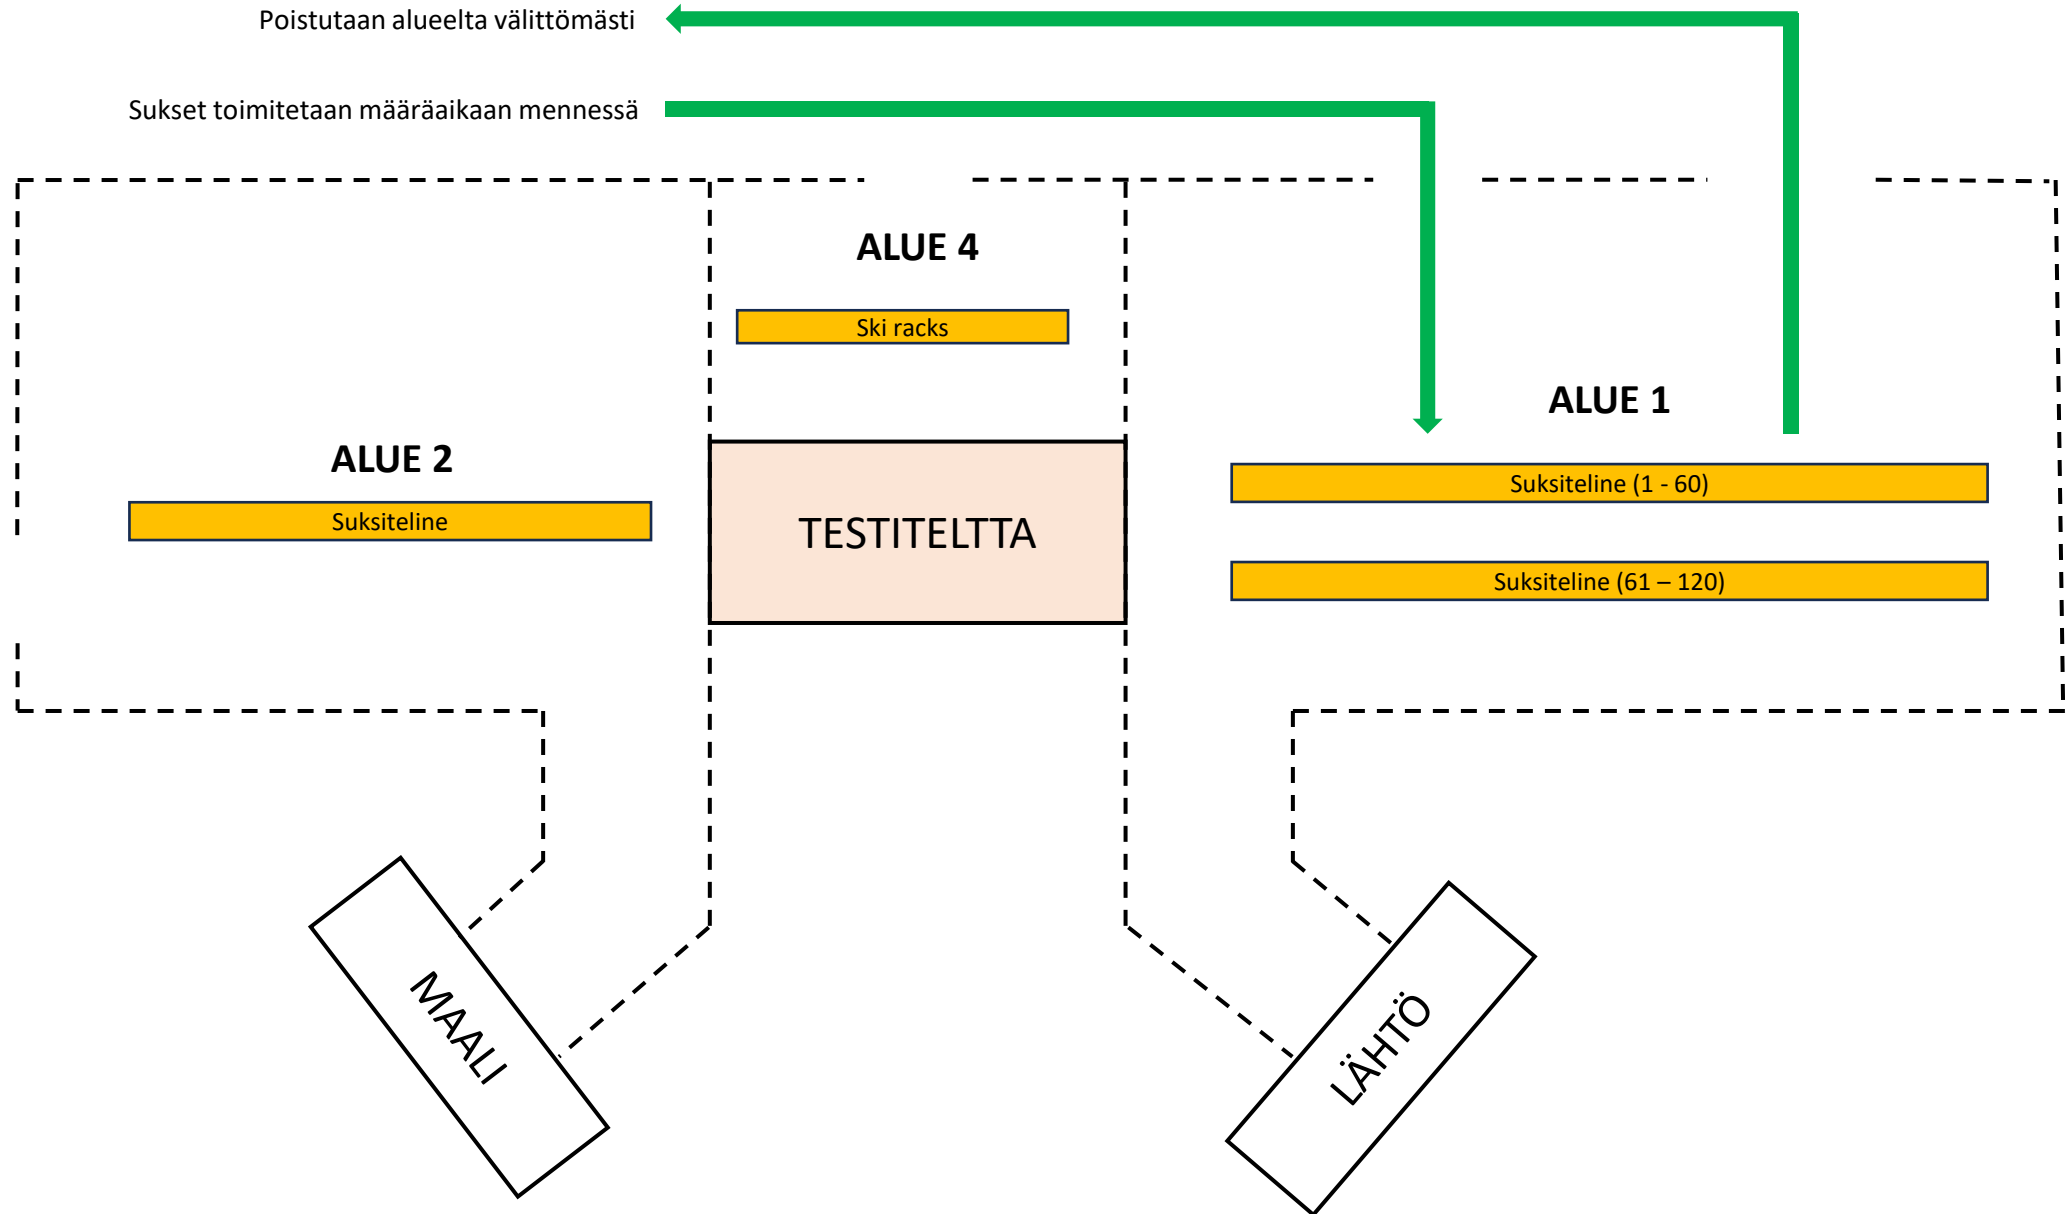 Poistutaan alueelta välittömästi
Sukset toimitetaan määräaikaan mennessä
ALUE 4
Ski racks
ALUE 1
ALUE 2
Suksiteline (1 - 60)
Suksiteline
TESTITELTTA
Suksiteline (61 – 120)
MAALI
LÄHTÖ